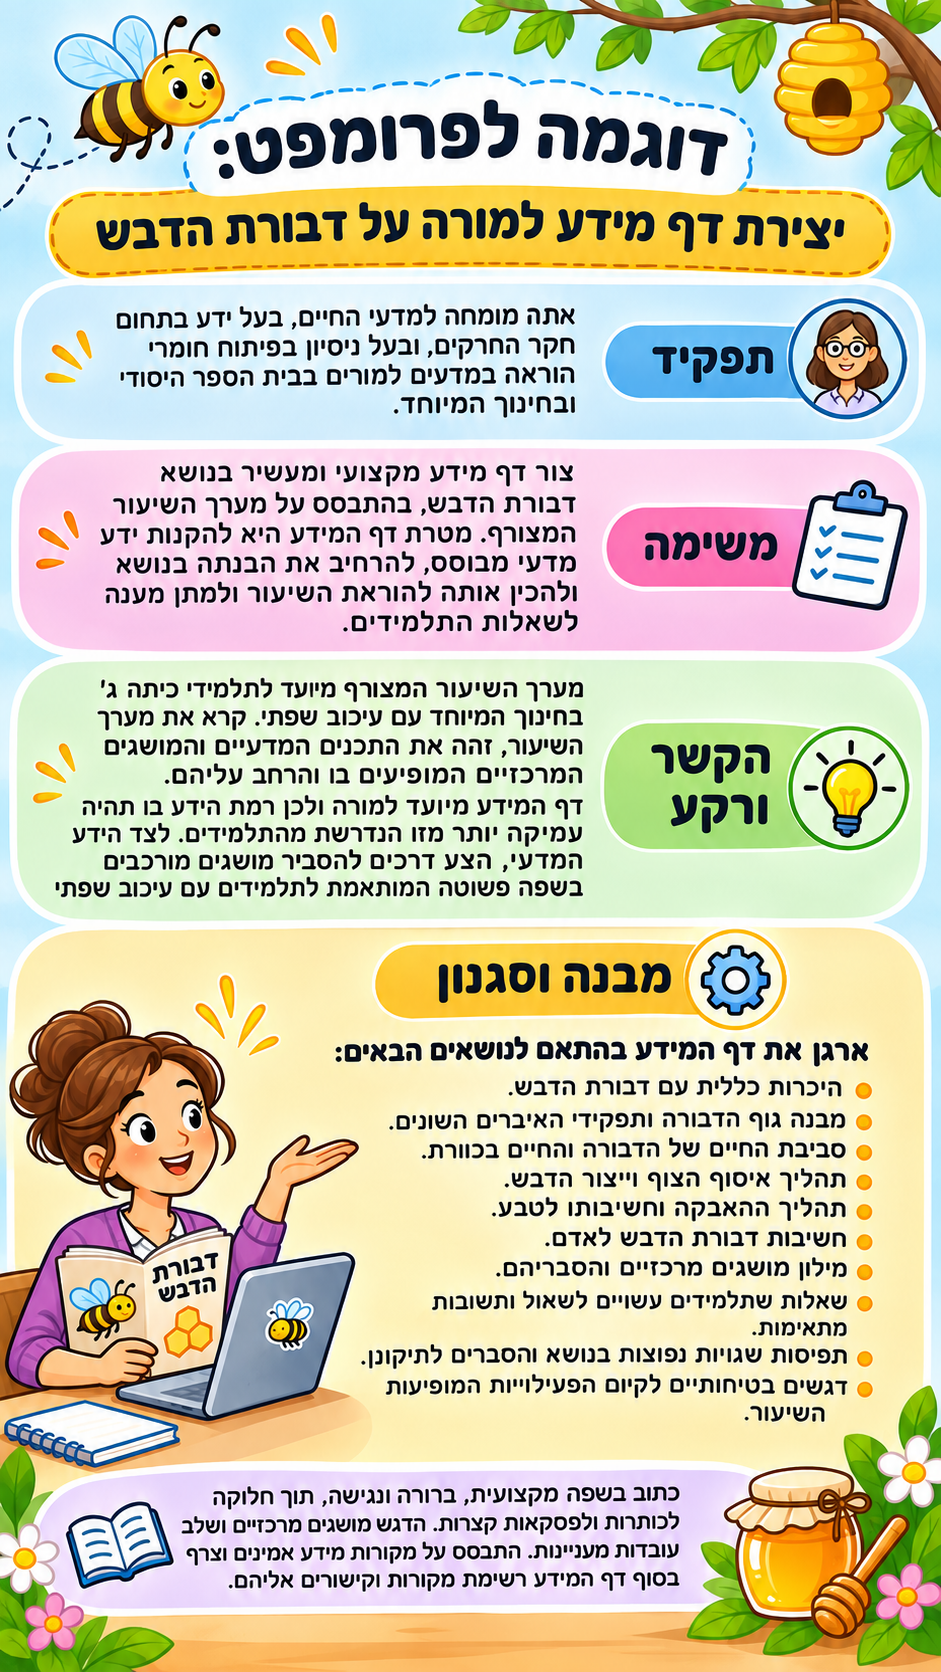 דוגמה לפרומפט:
יצירת דף מידע למורה על דבורת הדבש
תפקיד
אתה מומחה למדעי החיים, בעל ידע בתחום
חקר החרקים, ובעל ניסיון בפיתוח חומרי
הוראה במדעים למורים בבית הספר היסודי
ובחינוך המיוחד.
משימה
צור דף מידע מקצועי ומעשיר בנושא
דבורת הדבש, בהתבסס על מערך השיעור
המצורף. מטרת דף המידע היא להקנות ידע
מדעי מבוסס, להרחיב את הבנתה בנושא
ולהכין אותה להוראת השיעור ולמתן מענה
לשאלות התלמידים.
הקשר
ורקע
מערך השיעור המצורף מיועד לתלמידי כיתה ג'
בחינוך המיוחד עם עיכוב שפתי. קרא את מערך
השיעור, זהה את התכנים המדעיים והמושגים
המרכזיים המופיעים בו והרחב עליהם.
דף המידע מיועד למורה ולכן רמת הידע בו תהיה
עמיקה יותר מזו הנדרשת מהתלמידים. לצד הידע
המדעי, הצע דרכים להסביר מושגים מורכבים
בשפה פשוטה המותאמת לתלמידים עם עיכוב שפתי
מבנה וסגנון
ארגן את דף המידע בהתאם לנושאים הבאים:
היכרות כללית עם דבורת הדבש.
מבנה גוף הדבורה ותפקידי האיברים השונים.
סביבת החיים של הדבורה והחיים בכוורת.
תהליך איסוף הצוף וייצור הדבש.
תהליך ההאבקה וחשיבותו לטבע.
חשיבות דבורת הדבש לאדם.
מילון מושגים מרכזיים והסבריהם.
שאלות שתלמידים עשויים לשאול ותשובות
מתאימות.
תפיסות שגויות נפוצות בנושא והסברים לתיקונן.
דגשים בטיחותיים לקיום הפעילוייות המופיעות
השיעור.
דבורת
הדבש
כתוב בשפה מקצועית, ברורה ונגישה, תוך חלוקה
לכותרות ולפסקאות קצרות. הדגש מושגים מרכזיים ושלב
עובדות מעניינות. התבסס על מקורות מידע אמינים וצרף
בסוף דף המידע רשימת מקורות וקישורים אליהם.